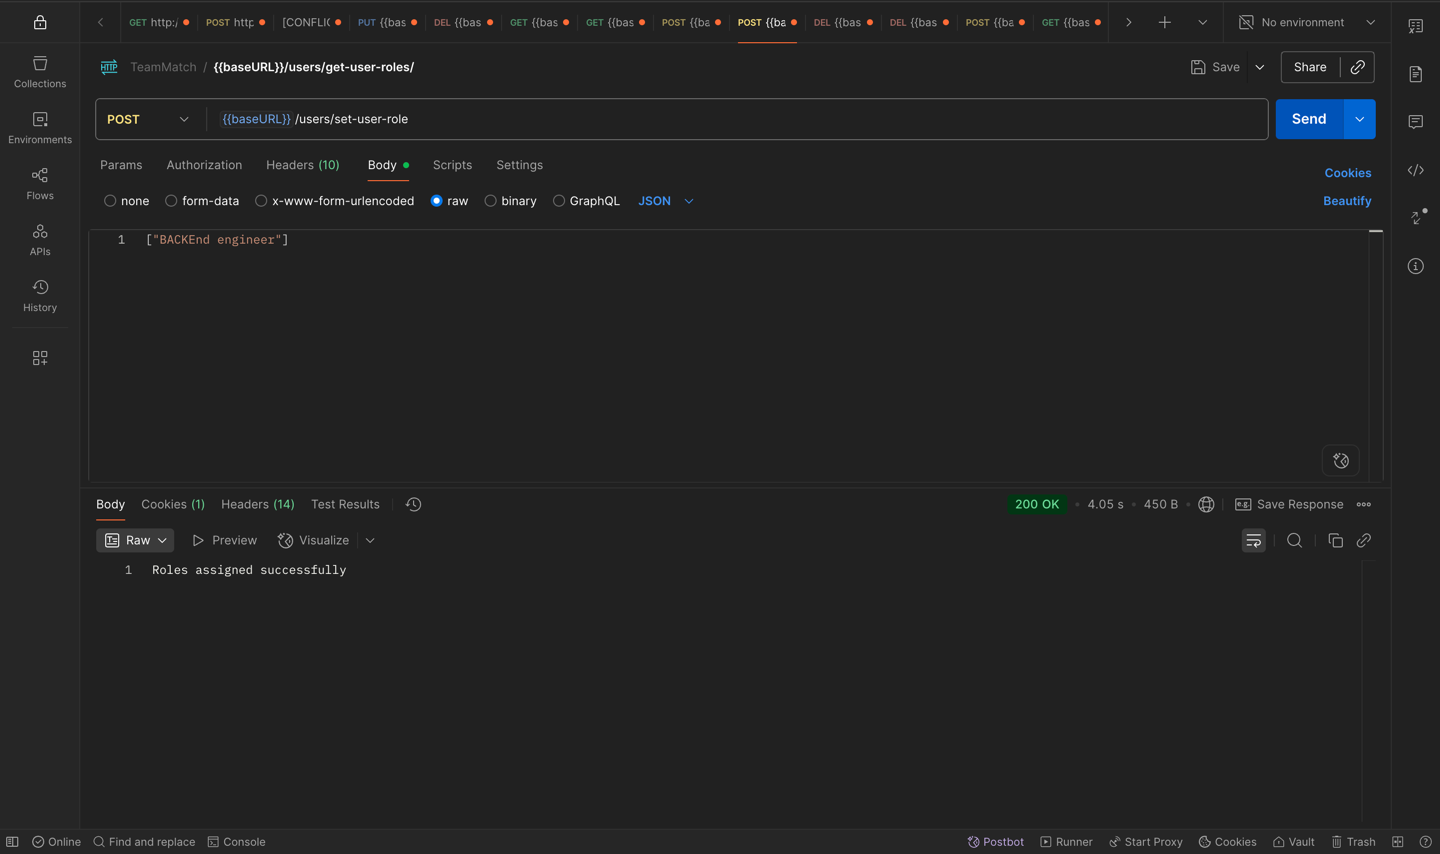 GET http:/ POST http [CONFLIC PUT {{bas DEL {{bas GET {{bas GET {{bas POST {{ba POST {{ba DEL {{bas DEL {{bas POST {{ba GET {{bas No environment
Collections
Environments
Flows
APIs
History
TeamMatch / {{baseURL}}/users/get-user-roles/ Save Share
POST {{baseURL}} /users/set-user-role Send
Params Authorization Headers (10) Body Scripts Settings Cookies
none form-data x-www-form-urlencoded raw binary GraphQL JSON Beautify
1 ["BACKEnd engineer"]
Body Cookies (1) Headers (14) Test Results 200 OK 4.05 s 450 B e.g. Save Response
Raw Preview Visualize
1 Roles assigned successfully
Online Find and replace Console Postbot Runner Start Proxy Cookies Vault Trash